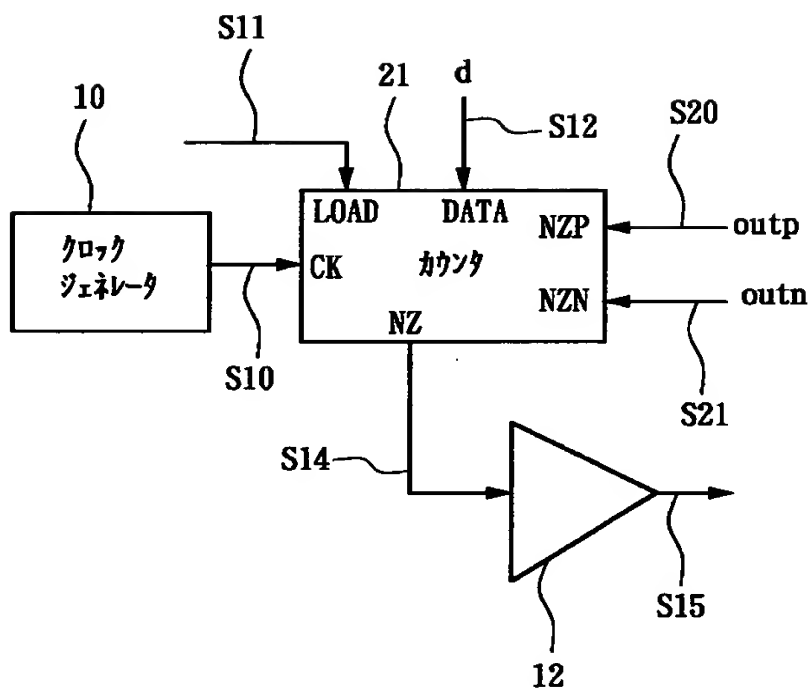 S11
10
21
d
S12
S20
LOAD
DATA
NZP
outp
クロック
ジェネレータ
CK
カウンタ
NZN
outn
NZ
S10
S21
S14
S15
12